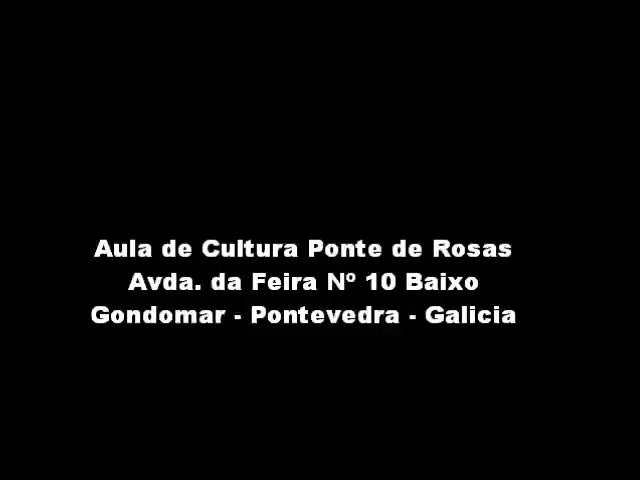 Aula de Cultura Ponte de Rosas
Avda. da Feira Nº 10 Baixo
Gondomar - Pontevedra - Galicia